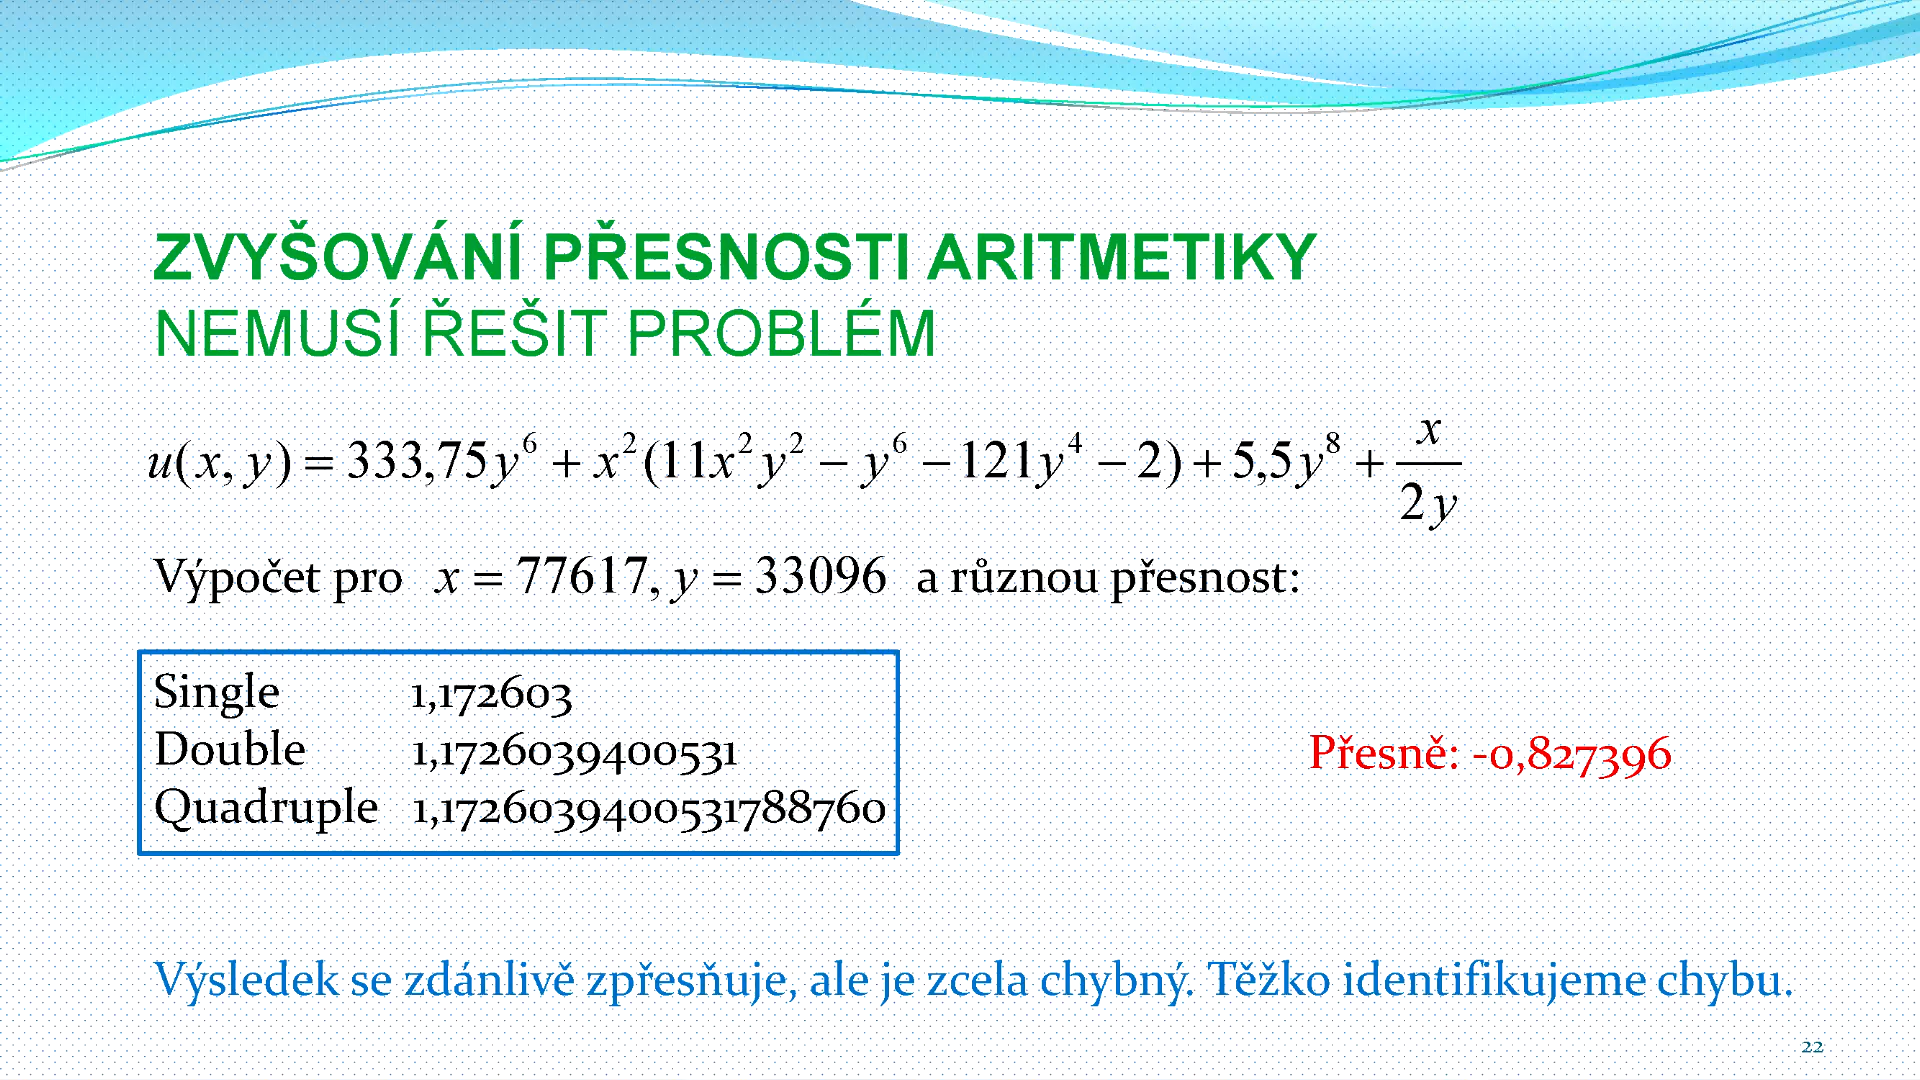 ZVYŠOVÁNÍ PŘESNOSTI ARITMETIKY
NEMUSÍ ŘEŠIT PROBLÉM
u(x, y) = 333,75y⁶ + x²(11x²y² − y⁶ − 121y⁴ − 2) + 5,5y⁸ + x/2y
Výpočet pro x = 77617, y = 33096 a různou přesnost:
Single 1,172603
Double 1,1726039400531
Quadruple 1,1726039400531788760
Přesně: -0,827396
Výsledek se zdánlivě zpřesňuje, ale je zcela chybný. Těžko identifikujeme chybu.
22